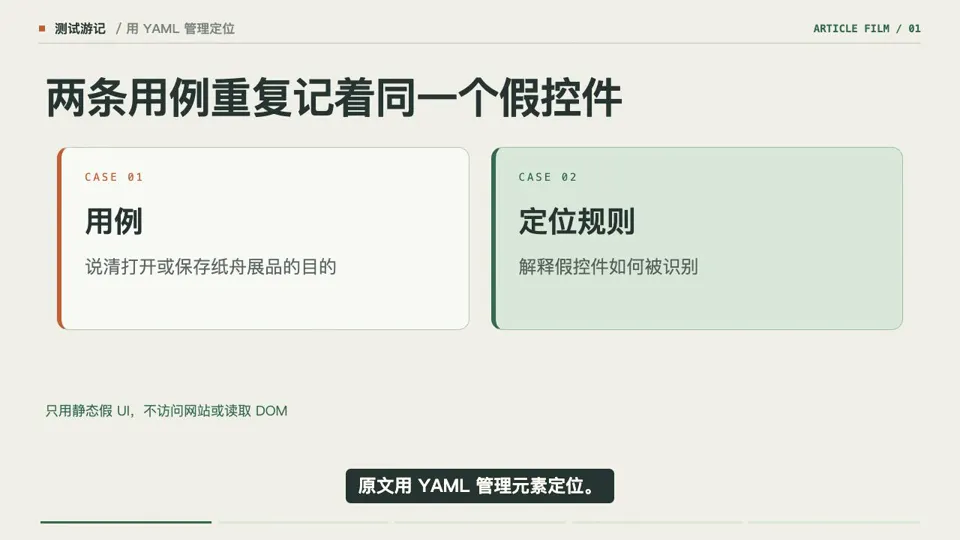 测试游记 / 用 YAML 管理定位
ARTICLE FILM / 01
两条用例重复记着同一个假控件
CASE 01
用例
说清打开或保存纸舟展品的目的
CASE 02
定位规则
解释假控件如何被识别
只用静态假 UI，不访问网站或读取 DOM
原文用 YAML 管理元素定位。